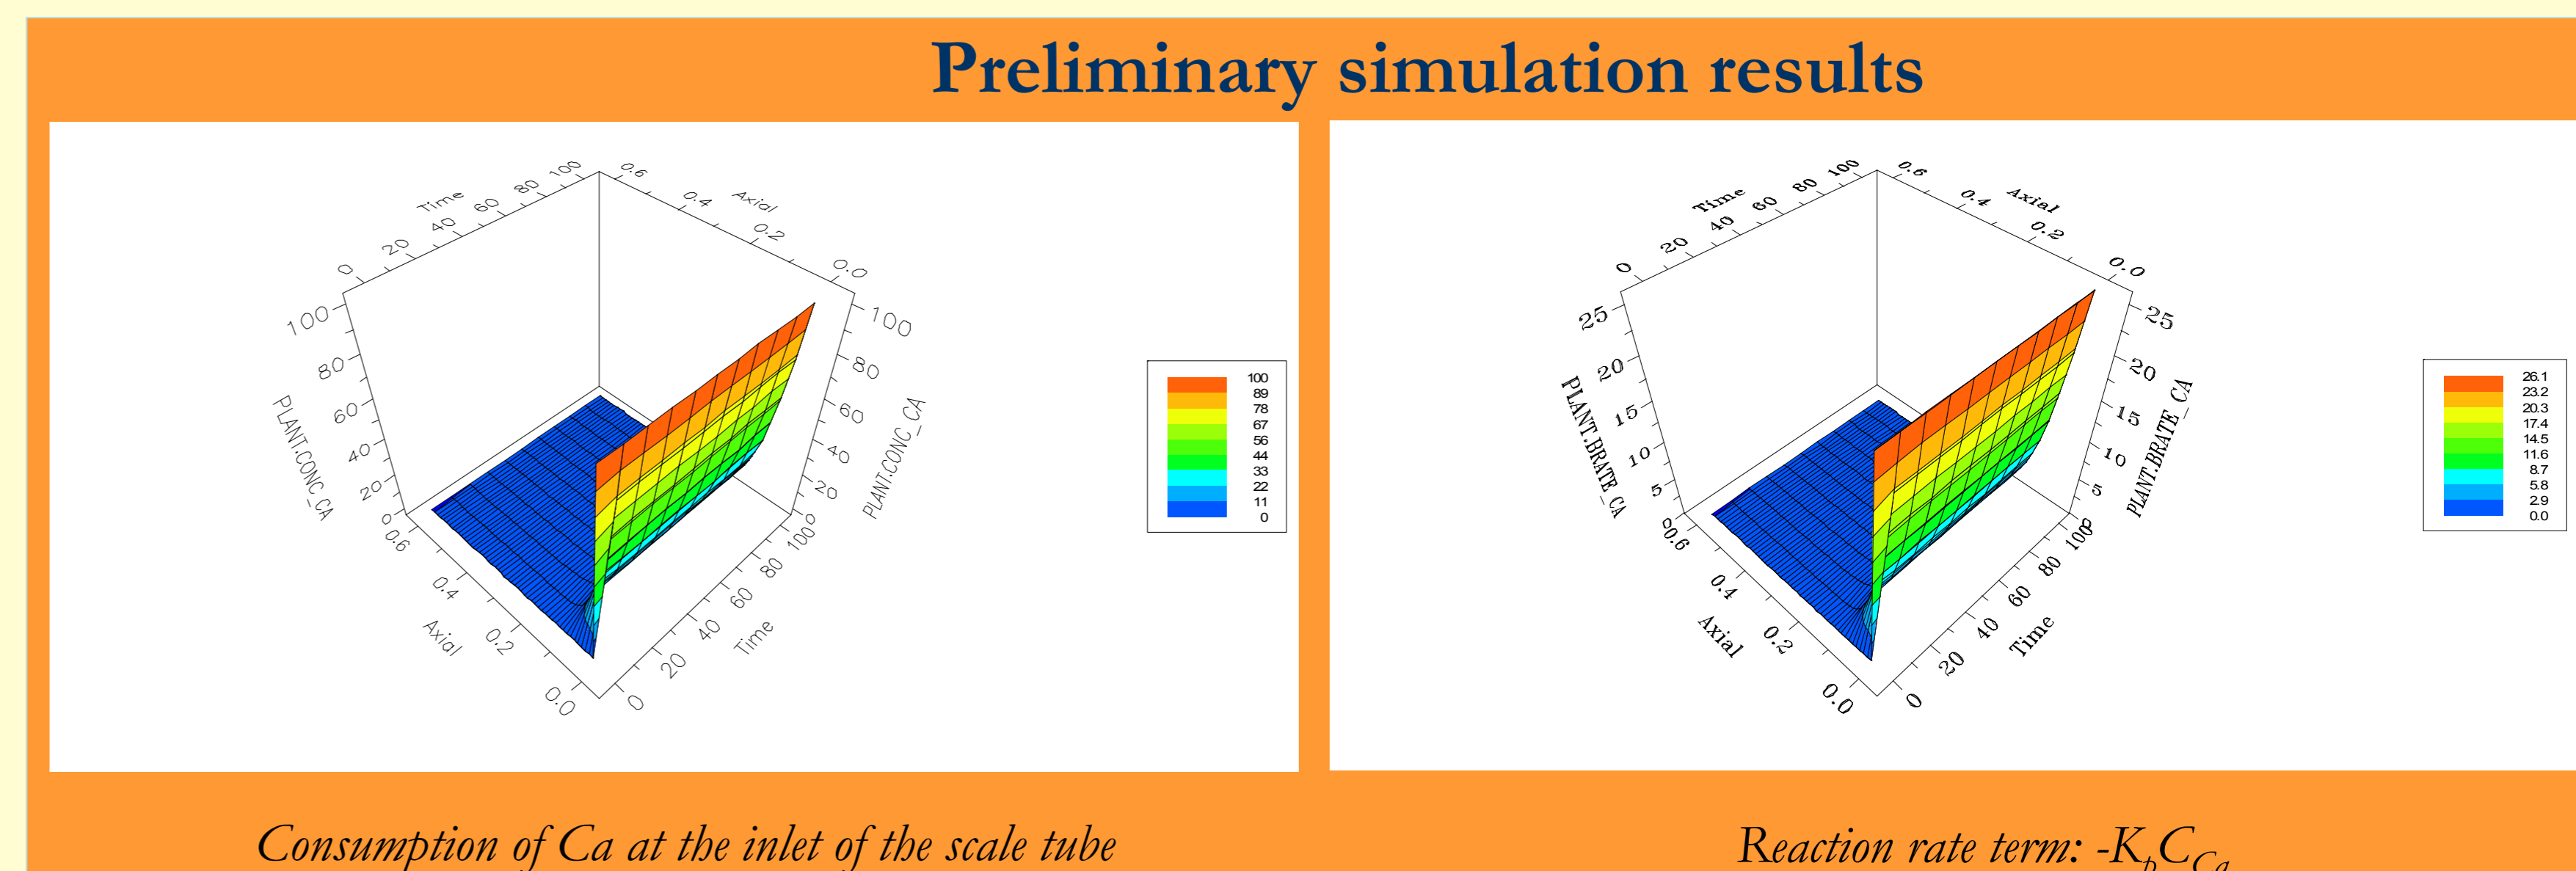 Preliminary simulation results
0 20 40 60 80 100
Time
0.6 0.4 0.2 0.0
Axial
100 80 60 40 20 0
PLANT.CONC_CA
100 80 60 40 20 0
PLANT.CONC_CA
0.6 0.4 0.2 0.0
Axial
0 20 40 60 80 100
Time
100
89
78
67
56
44
33
22
11
0
0 20 40 60 80 100
Time
0.6 0.4 0.2 0.0
Axial
25 20 15 10 5 0
PLANT.BRATE_CA
25 20 15 10 5 0
PLANT.BRATE_CA
0.6 0.4 0.2 0.0
Axial
0 20 40 60 80 100
Time
26.1
23.2
20.3
17.4
14.5
11.6
8.7
5.8
2.9
0.0
Consumption of Ca at the inlet of the scale tube
Reaction rate term: -KpCCa